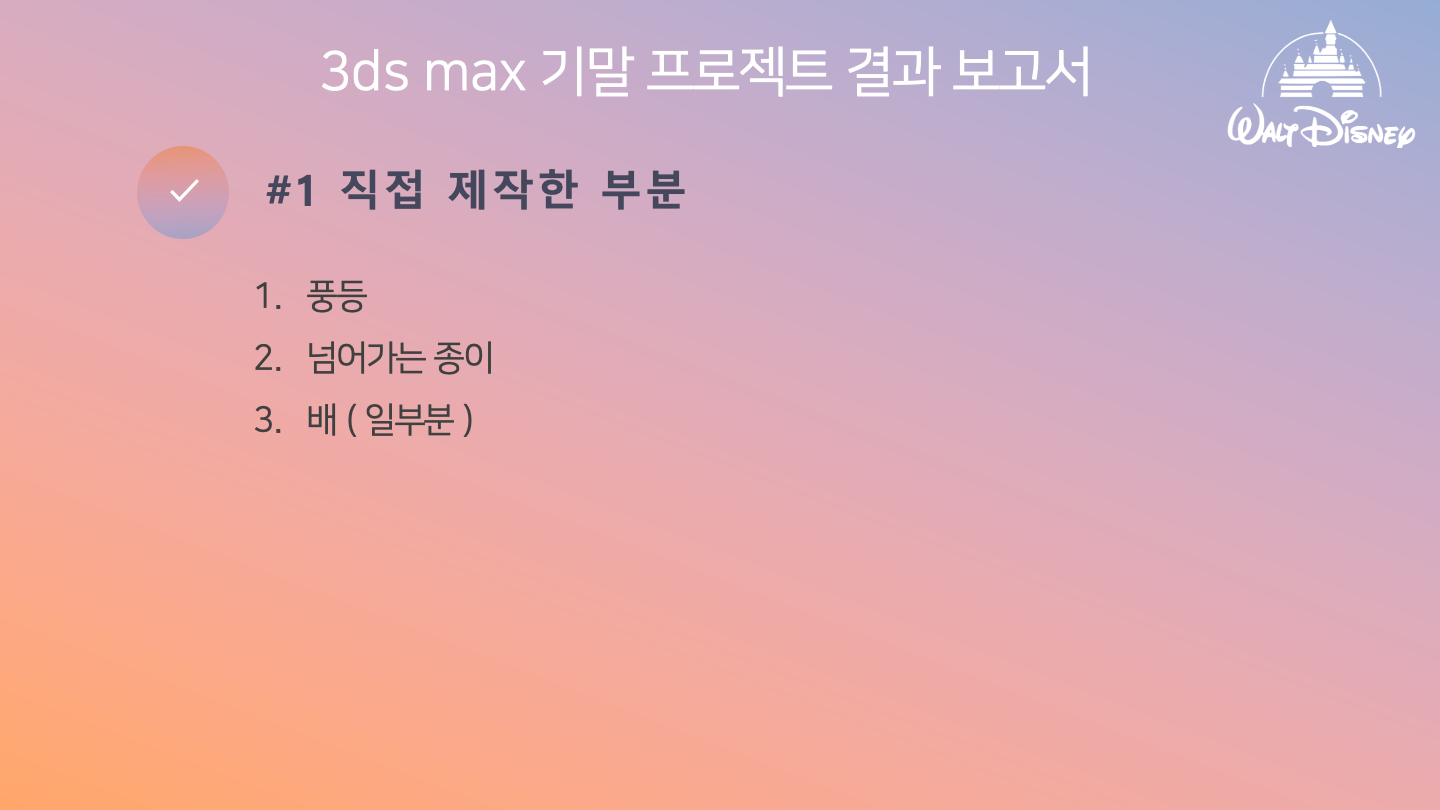 3ds max 기말 프로젝트 결과 보고서
WALT DISNEY
#1 직접 제작한 부분
1. 풍등
2. 넘어가는 종이
3. 배 ( 일부분 )